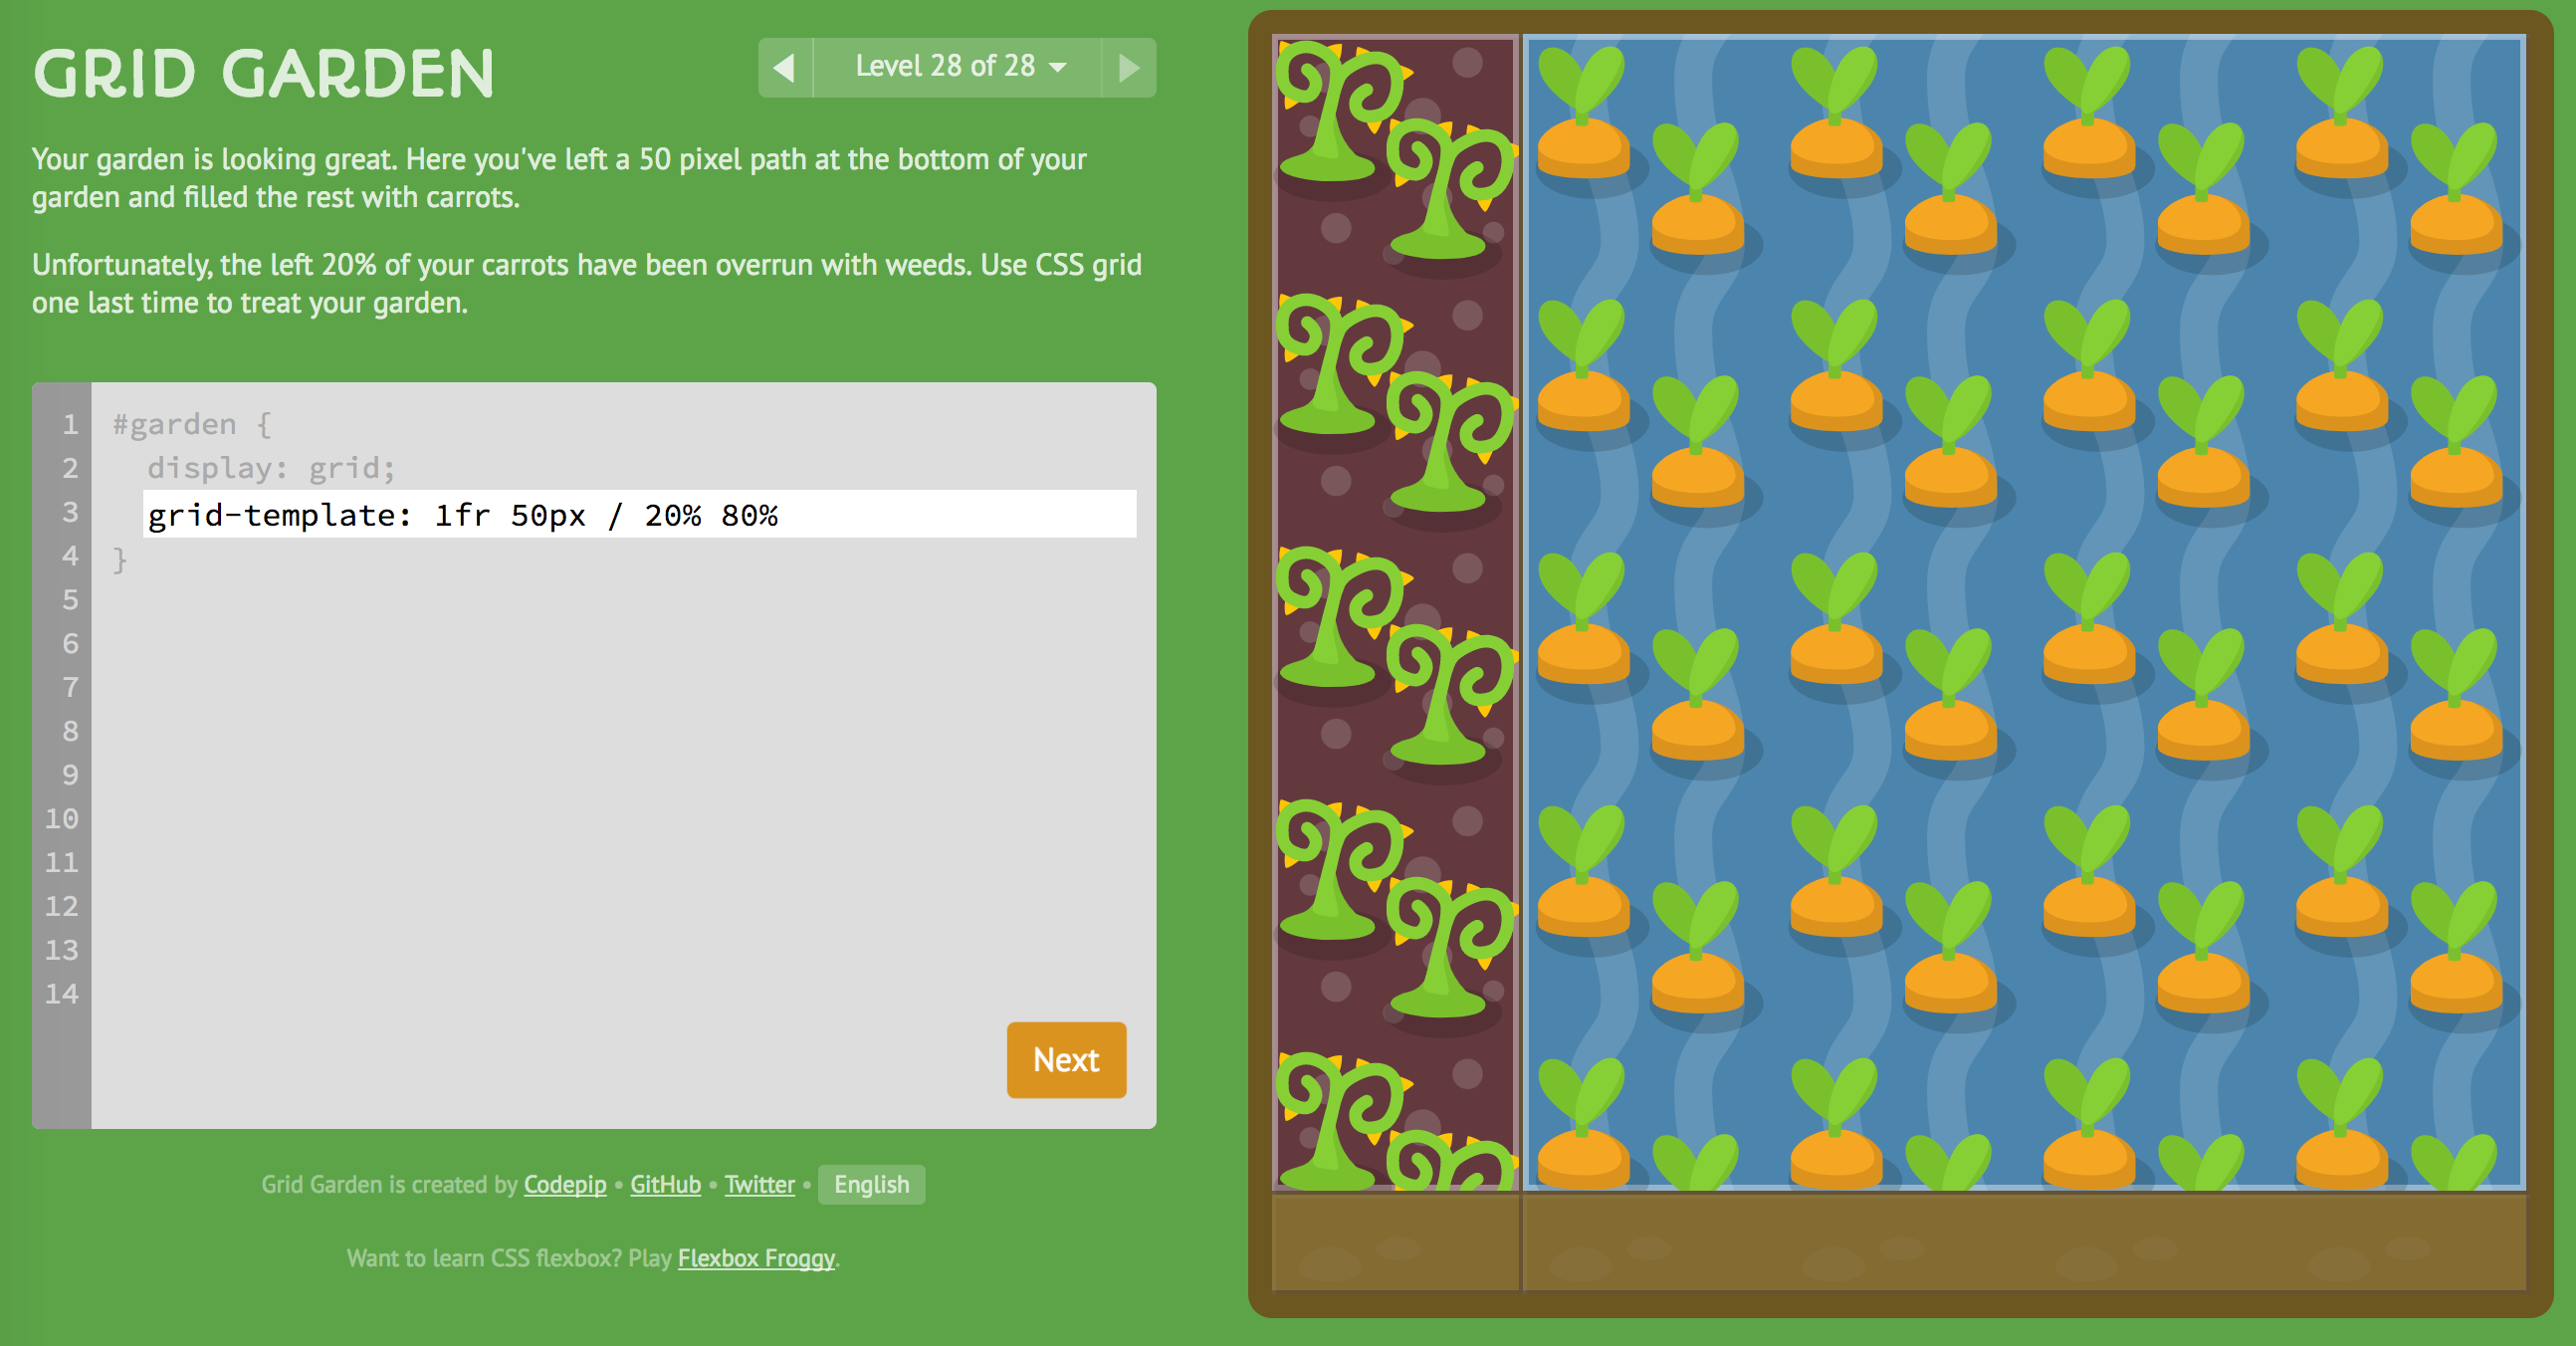 GRID GARDEN
Level 28 of 28
Your garden is looking great. Here you've left a 50 pixel path at the bottom of your
garden and filled the rest with carrots.
Unfortunately, the left 20% of your carrots have been overrun with weeds. Use CSS grid
one last time to treat your garden.
1 #garden {
2 display: grid;
3 grid-template: 1fr 50px / 20% 80%
4 }
5
6
7
8
9
10
11
12
13
14
Next
Grid Garden is created by Codepip • GitHub • Twitter • English
Want to learn CSS flexbox? Play Flexbox Froggy.